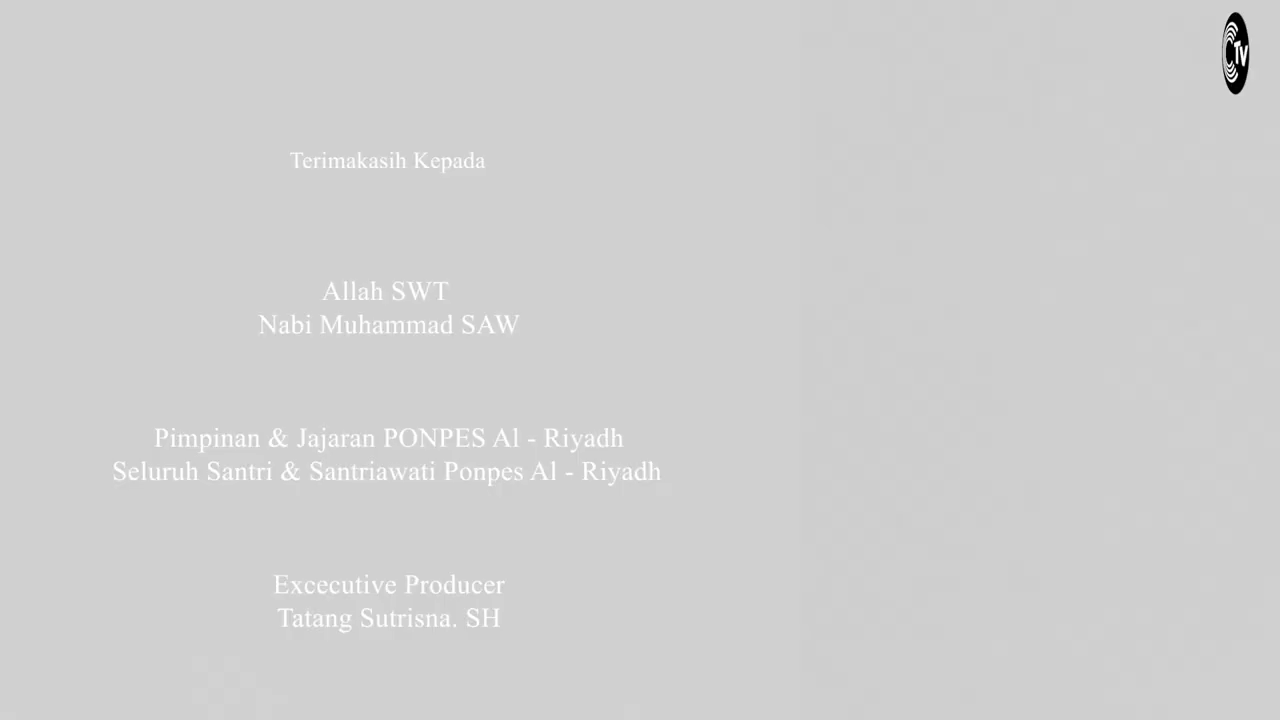 TV
Terimakasih Kepada
Allah SWT
Nabi Muhammad SAW
Pimpinan & Jajaran PONPES Al - Riyadh
Seluruh Santri & Santriawati Ponpes Al - Riyadh
Excecutive Producer
Tatang Sutrisna. SH